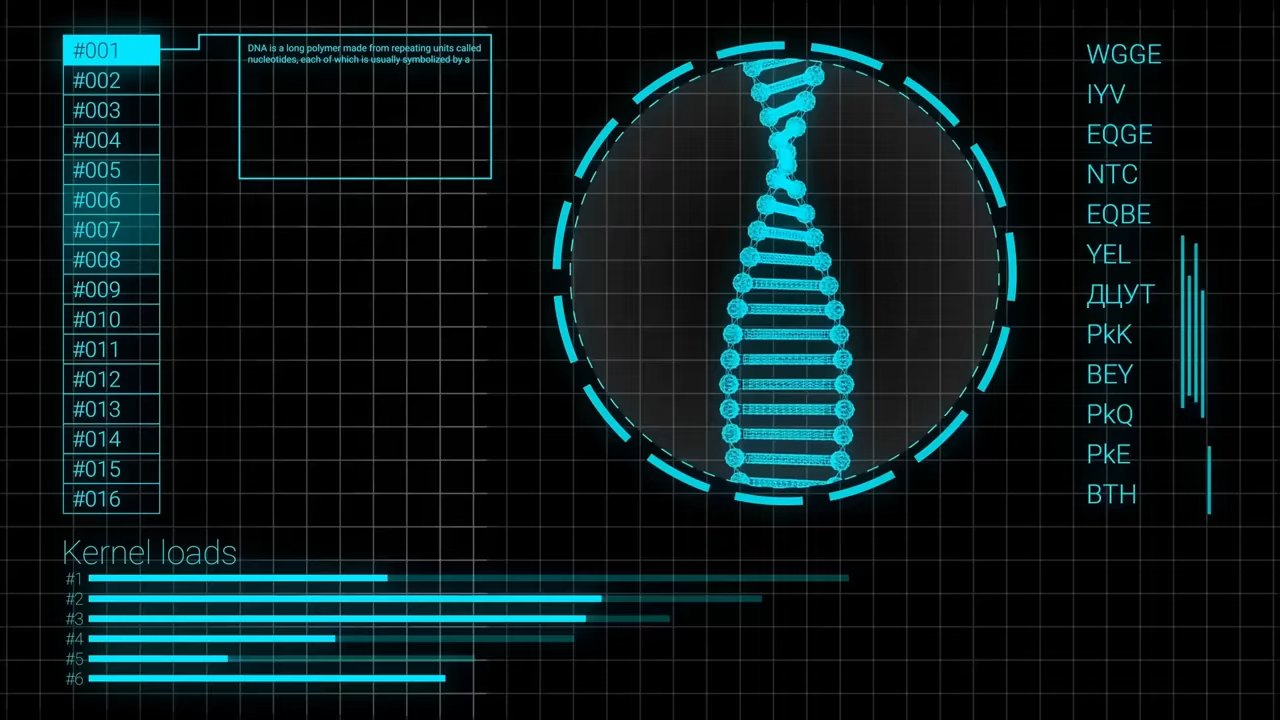 #001
#002
#003
#004
#005
#006
#007
#008
#009
#010
#011
#012
#013
#014
#015
#016
DNA is a long polymer made from repeating units called
nucleotides, each of which is usually symbolized by a
WGGE
IYV
EQGE
NTC
EQBE
YEL
ДЦУТ
PkK
BEY
PkQ
PkE
BTH
Kernel loads
#1
#2
#3
#4
#5
#6